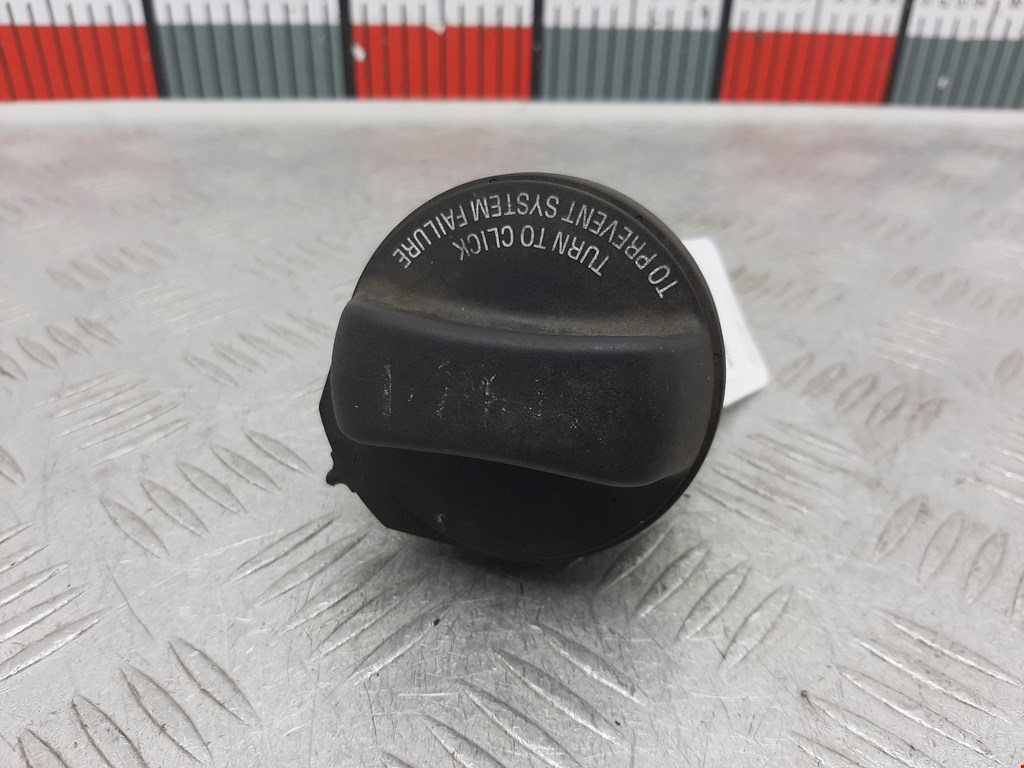 TO PREVENT SYSTEM FAILURE
TURN TO CLICK